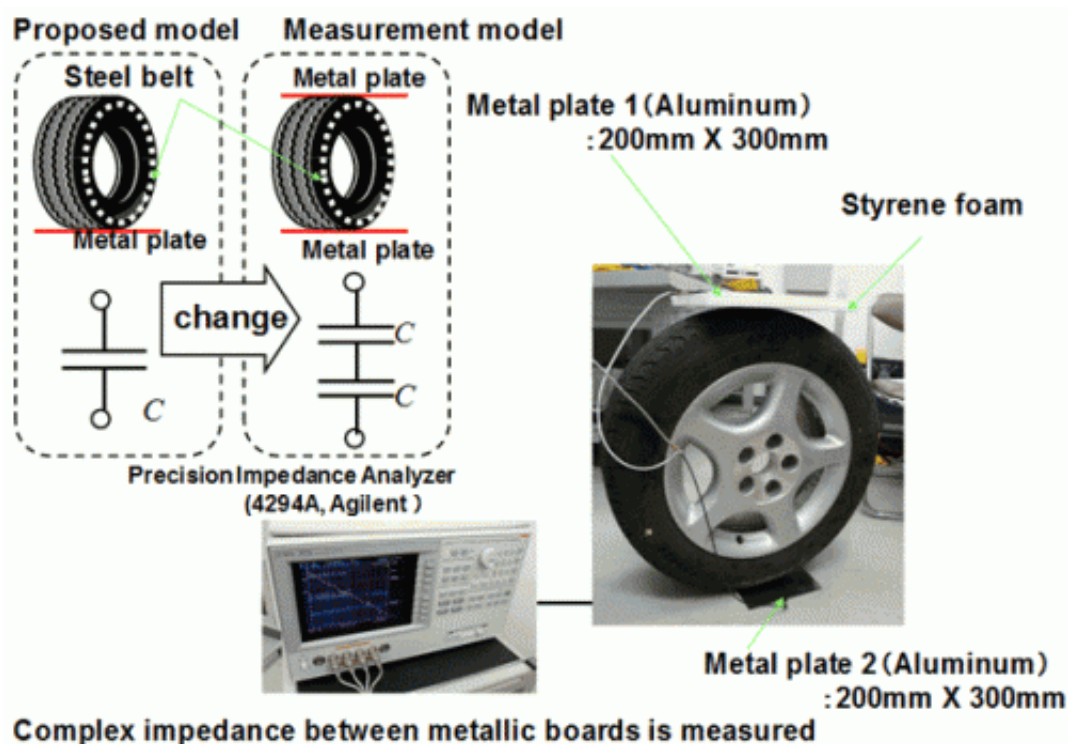 Proposed model
Measurement model
Steel belt
Metal plate
Metal plate
Metal plate
change
C
C
C
Metal plate 1(Aluminum)
:200mm X 300mm
Styrene foam
Precision Impedance Analyzer
(4294A, Agilent )
Metal plate 2(Aluminum)
:200mm X 300mm
Complex impedance between metallic boards is measured